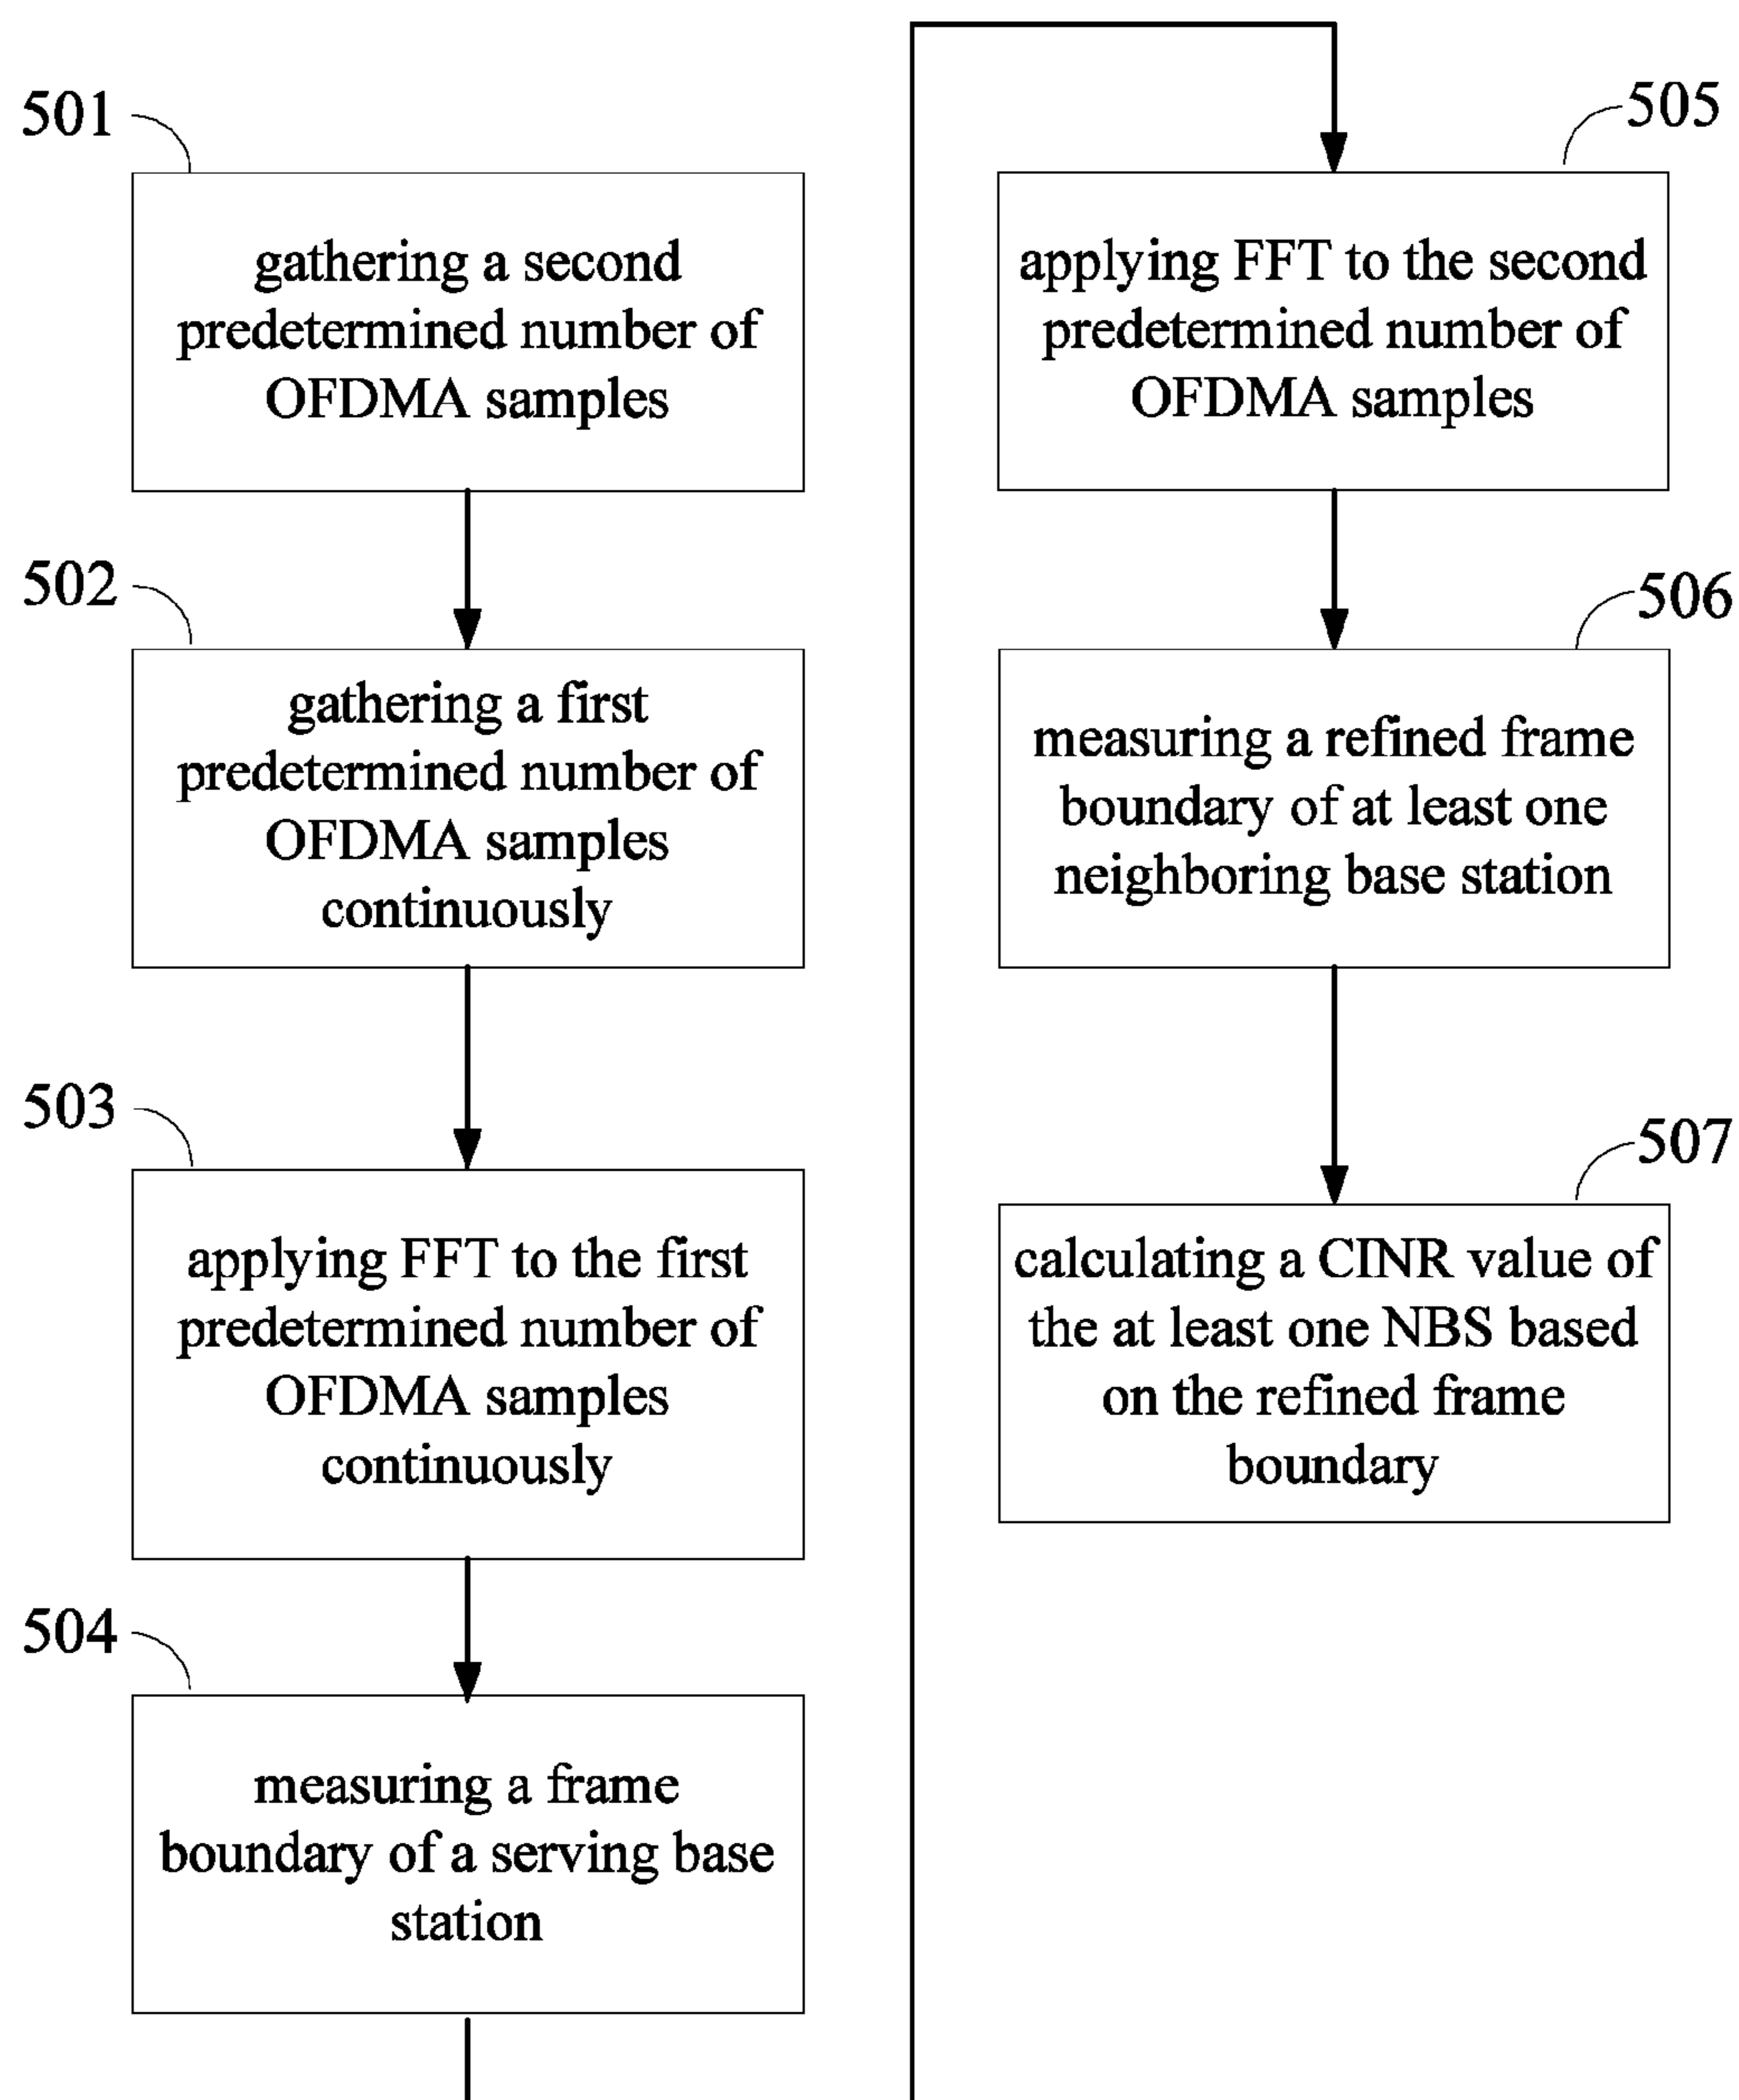 501
gathering a second
predetermined number of
OFDMA samples
502
gathering a first
predetermined number of
OFDMA samples
continuously
503
applying FFT to the first
predetermined number of
OFDMA samples
continuously
504
measuring a frame
boundary of a serving base
station
505
applying FFT to the second
predetermined number of
OFDMA samples
506
measuring a refined frame
boundary of at least one
neighboring base station
507
calculating a CINR value of
the at least one NBS based
on the refined frame
boundary